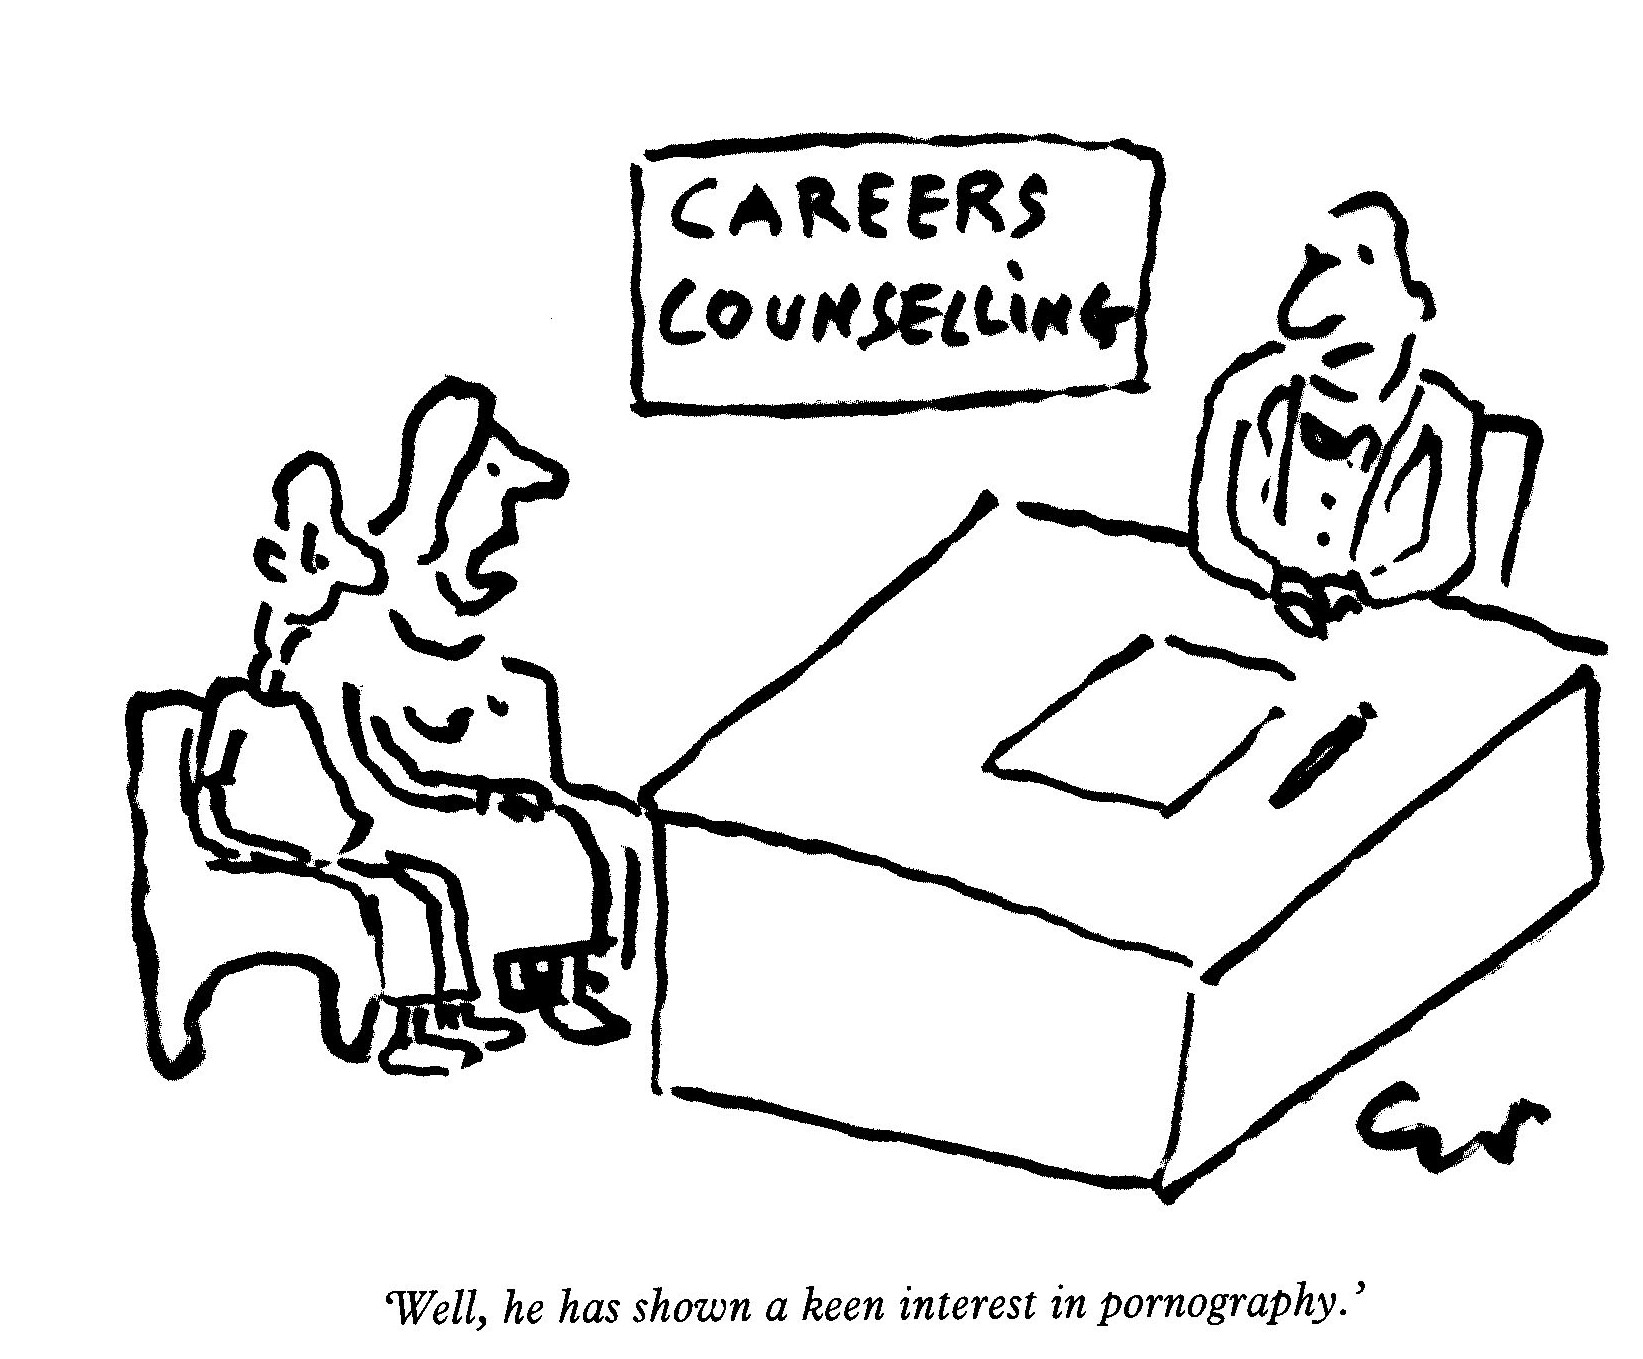 CAREERS
COUNSELLiNG
‘Well, he has shown a keen interest in pornography.’